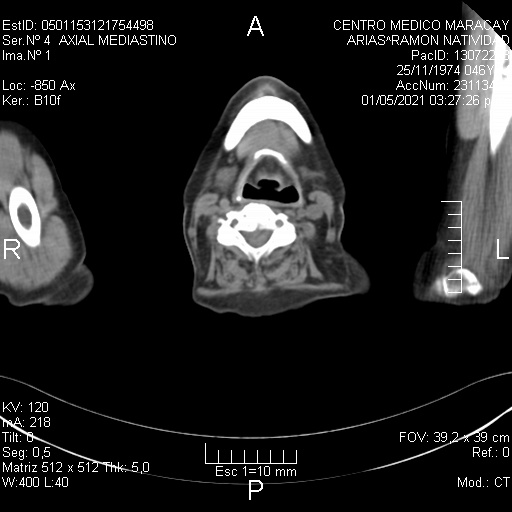 EstID: 0501153121754498
Ser.Nº 4 AXIAL MEDIASTINO
Ima.Nº 1
Loc: -850 Ax
Ker.: B10f
A
CENTRO MEDICO MARACAY
ARIAS^RAMON NATIVIDAD
PacID:
25/11/1974 046Y
AccNum:
01/05/2021 03:27:26
R
L
KV: 120
mA: 218
Tilt: 0
Seg: 0,5
Matriz 512 x 512 Thk: 5,0
W:400 L:40
Esc 1=10 mm
P
FOV: 39,2 x 39 cm
Ref.: 0
Mod.: CT